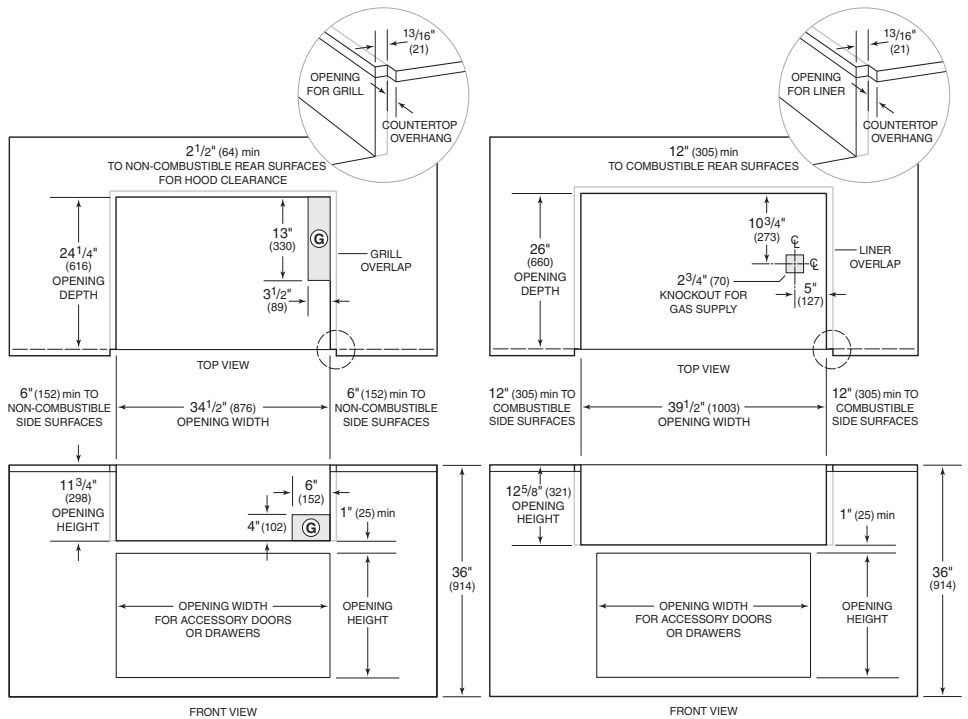 13/16"
(21)
OPENING
FOR GRILL
COUNTERTOP
OVERHANG
2 1/2" (64) min
TO NON-COMBUSTIBLE REAR SURFACES
FOR HOOD CLEARANCE
24 1/4"
(616)
OPENING
DEPTH
13"
(330)
G
3 1/2"
(89)
GRILL
OVERLAP
TOP VIEW
6" (152) min TO
NON-COMBUSTIBLE
SIDE SURFACES
34 1/2" (876)
OPENING WIDTH
6" (152) min TO
NON-COMBUSTIBLE
SIDE SURFACES
11 3/4"
(298)
OPENING
HEIGHT
6"
(152)
4" (102)
G
1" (25) min
36"
(914)
OPENING WIDTH
FOR ACCESSORY DOORS
OR DRAWERS
OPENING
HEIGHT
FRONT VIEW
13/16"
(21)
OPENING
FOR LINER
COUNTERTOP
OVERHANG
12" (305) min
TO COMBUSTIBLE REAR SURFACES
26"
(660)
OPENING
DEPTH
10 3/4"
(273)
℄
℄
2 3/4" (70)
KNOCKOUT FOR
GAS SUPPLY
5"
(127)
LINER
OVERLAP
TOP VIEW
12" (305) min TO
COMBUSTIBLE
SIDE SURFACES
39 1/2" (1003)
OPENING WIDTH
12" (305) min TO
COMBUSTIBLE
SIDE SURFACES
12 5/8" (321)
OPENING
HEIGHT
1" (25) min
36"
(914)
OPENING WIDTH
FOR ACCESSORY DOORS
OR DRAWERS
OPENING
HEIGHT
FRONT VIEW